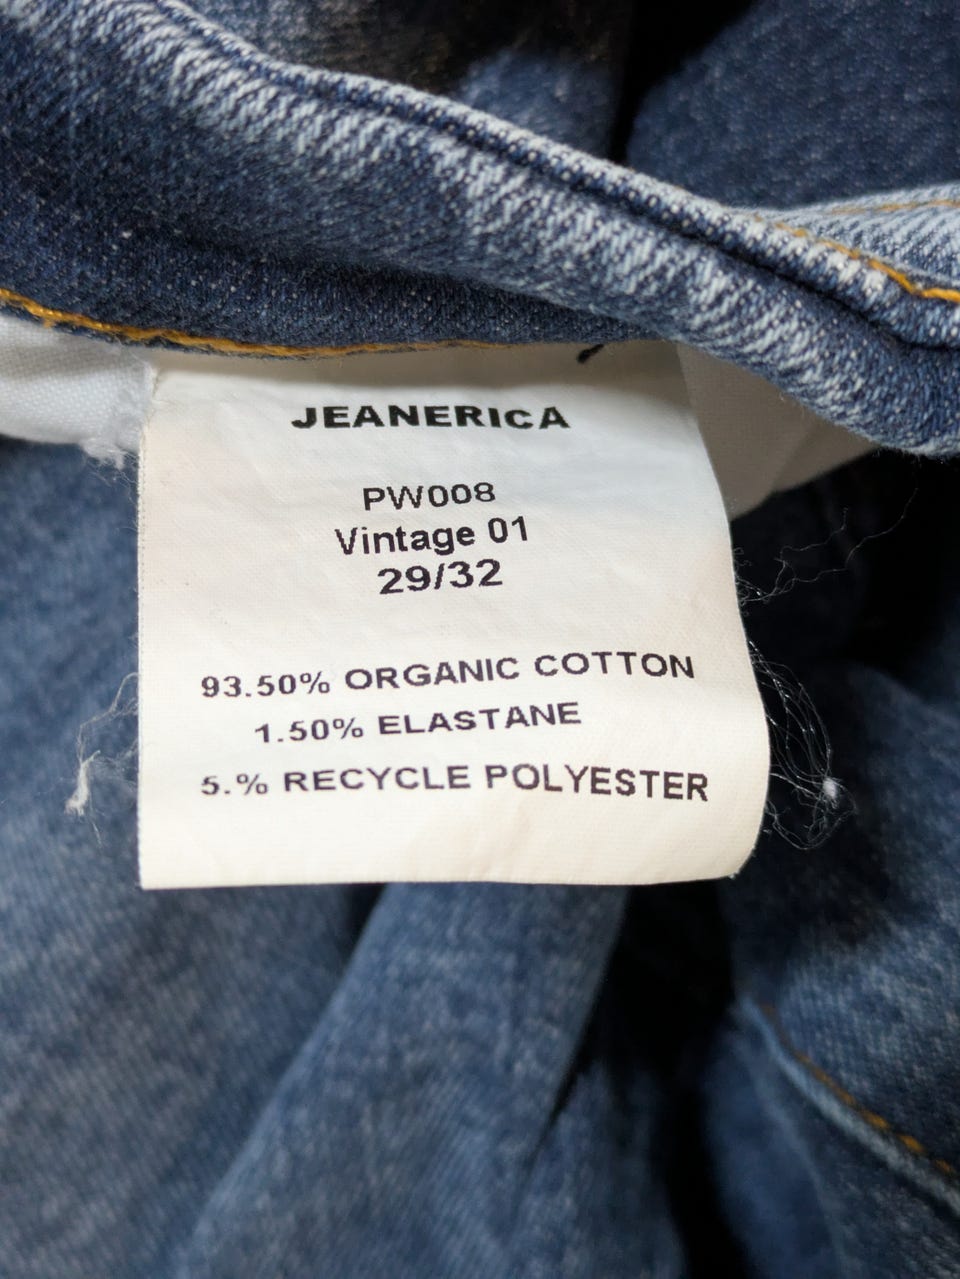 JEANERICA
PW008
Vintage 01
29/32
93.50% ORGANIC COTTON
1.50% ELASTANE
5.% RECYCLE POLYESTER